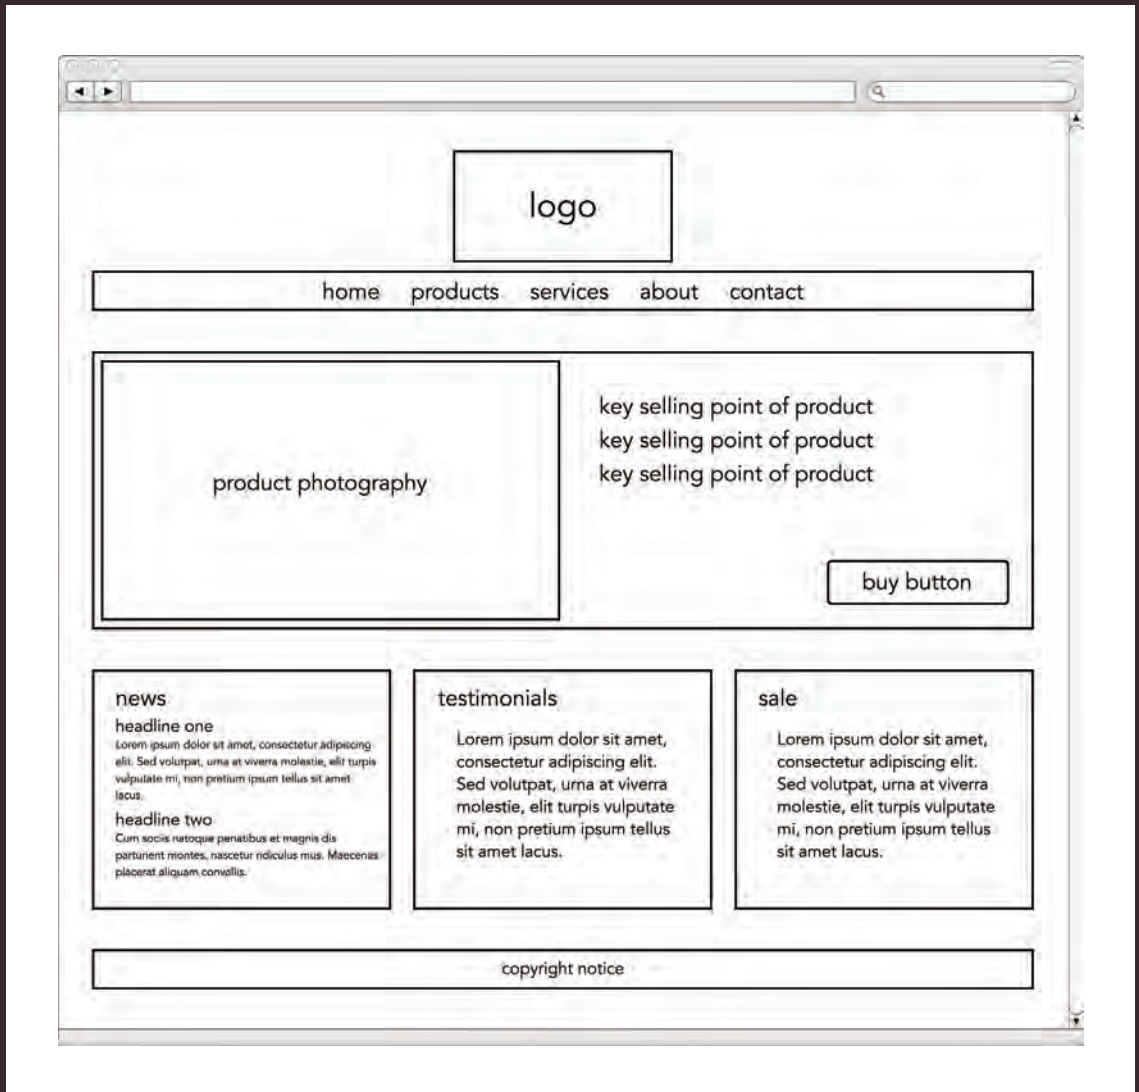 logo
home products services about contact
product photography
key selling point of product
key selling point of product
key selling point of product
buy button
news
headline one
Lorem ipsum dolor sit amet, consectetur adipiscing
elit. Sed volutpat, urna at viverra molestie, elit turpis
vulputate mi, non pretium ipsum tellus sit amet
lacus.
headline two
Cum sociis natoque penatibus et magnis dis
parturient montes, nascetur ridiculus mus. Maecenas
placerat aliquam convallis.
testimonials
Lorem ipsum dolor sit amet,
consectetur adipiscing elit.
Sed volutpat, urna at viverra
molestie, elit turpis vulputate
mi, non pretium ipsum tellus
sit amet lacus.
sale
Lorem ipsum dolor sit amet,
consectetur adipiscing elit.
Sed volutpat, urna at viverra
molestie, elit turpis vulputate
mi, non pretium ipsum tellus
sit amet lacus.
copyright notice